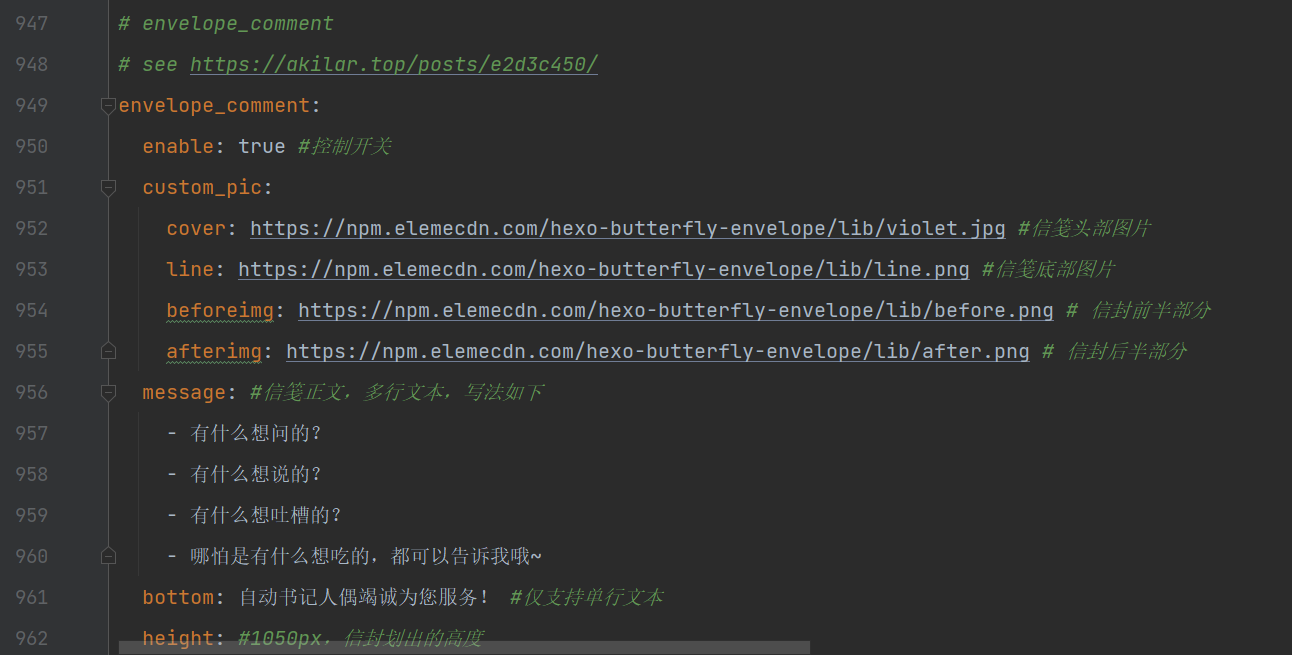 947 # envelope_comment
948 # see https://akilar.top/posts/e2d3c450/
949 envelope_comment:
950 enable: true #控制开关
951 custom_pic:
952 cover: https://npm.elemecdn.com/hexo-butterfly-envelope/lib/violet.jpg #信笺头部图片
953 line: https://npm.elemecdn.com/hexo-butterfly-envelope/lib/line.png #信笺底部图片
954 beforeimg: https://npm.elemecdn.com/hexo-butterfly-envelope/lib/before.png # 信封前半部分
955 afterimg: https://npm.elemecdn.com/hexo-butterfly-envelope/lib/after.png # 信封后半部分
956 message: #信笺正文，多行文本，写法如下
957 - 有什么想问的？
958 - 有什么想说的？
959 - 有什么想吐槽的？
960 - 哪怕是有什么想吃的，都可以告诉我哦~
961 bottom: 自动书记人偶竭诚为您服务！ #仅支持单行文本
962 height: #1050px，信封划出的高度